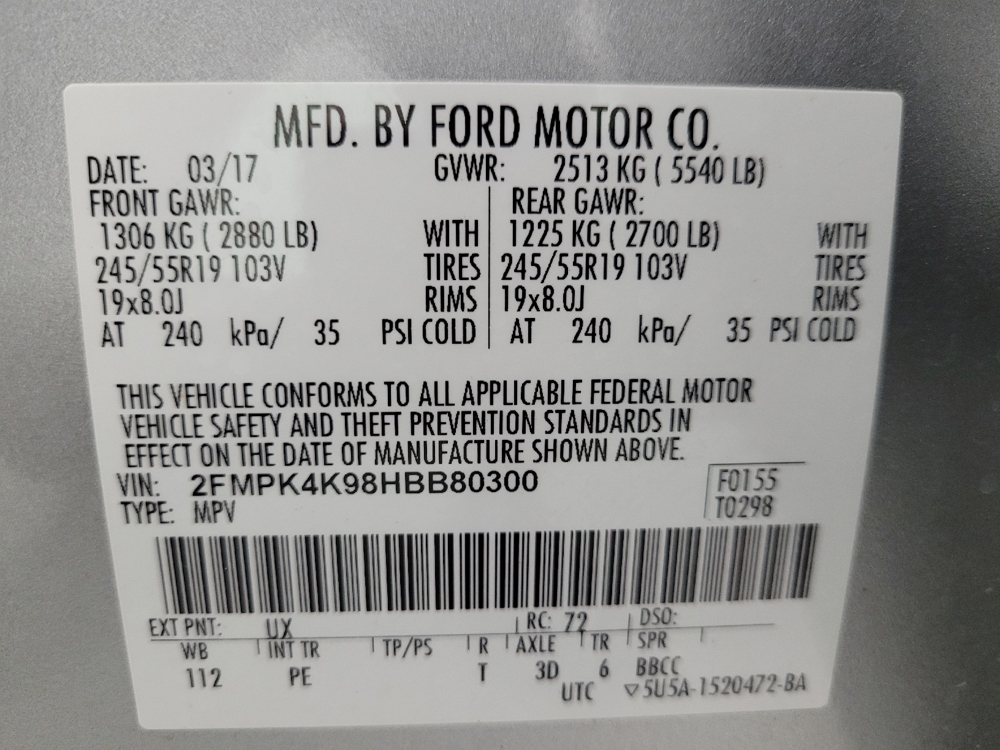 MFD. BY FORD MOTOR CO.
DATE: 03/17 GVWR: 2513 KG ( 5540 LB)
FRONT GAWR: REAR GAWR:
1306 KG ( 2880 LB) WITH 1225 KG ( 2700 LB) WITH
245/55R19 103V TIRES 245/55R19 103V TIRES
19x8.0J RIMS 19x8.0J RIMS
AT 240 kPa/ 35 PSI COLD AT 240 kPa/ 35 PSI COLD
THIS VEHICLE CONFORMS TO ALL APPLICABLE FEDERAL MOTOR
VEHICLE SAFETY AND THEFT PREVENTION STANDARDS IN
EFFECT ON THE DATE OF MANUFACTURE SHOWN ABOVE.
VIN: 2FMPK4K98HBB80300 F0155
TYPE: MPV T0298
EXT PNT: UX RC: 72 DSO:
WB INT TR TP/PS R AXLE TR SPR
112 PE T 3D 6 BBCC
UTC ▽5U5A-1520472-BA